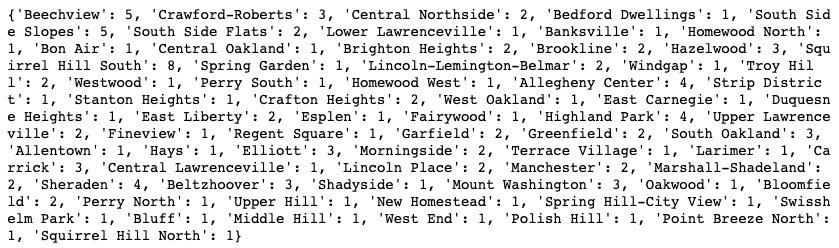 {'Beechview': 5, 'Crawford-Roberts': 3, 'Central Northside': 2, 'Bedford Dwellings': 1, 'South Sid
e Slopes': 5, 'South Side Flats': 2, 'Lower Lawrenceville': 1, 'Banksville': 1, 'Homewood North':
1, 'Bon Air': 1, 'Central Oakland': 1, 'Brighton Heights': 2, 'Brookline': 2, 'Hazelwood': 3, 'Squ
irrel Hill South': 8, 'Spring Garden': 1, 'Lincoln-Lemington-Belmar': 2, 'Windgap': 1, 'Troy Hil
l': 2, 'Westwood': 1, 'Perry South': 1, 'Homewood West': 1, 'Allegheny Center': 4, 'Strip Distric
t': 1, 'Stanton Heights': 1, 'Crafton Heights': 2, 'West Oakland': 1, 'East Carnegie': 1, 'Duquesn
e Heights': 1, 'East Liberty': 2, 'Esplen': 1, 'Fairywood': 1, 'Highland Park': 4, 'Upper Lawrence
ville': 2, 'Fineview': 1, 'Regent Square': 1, 'Garfield': 2, 'Greenfield': 2, 'South Oakland': 3,
'Allentown': 1, 'Hays': 1, 'Elliott': 3, 'Morningside': 2, 'Terrace Village': 1, 'Larimer': 1, 'Ca
rrick': 3, 'Central Lawrenceville': 1, 'Lincoln Place': 2, 'Manchester': 2, 'Marshall-Shadeland':
2, 'Sheraden': 4, 'Beltzhoover': 3, 'Shadyside': 1, 'Mount Washington': 3, 'Oakwood': 1, 'Bloomfie
ld': 2, 'Perry North': 1, 'Upper Hill': 1, 'New Homestead': 1, 'Spring Hill-City View': 1, 'Swissh
elm Park': 1, 'Bluff': 1, 'Middle Hill': 1, 'West End': 1, 'Polish Hill': 1, 'Point Breeze North':
1, 'Squirrel Hill North': 1}